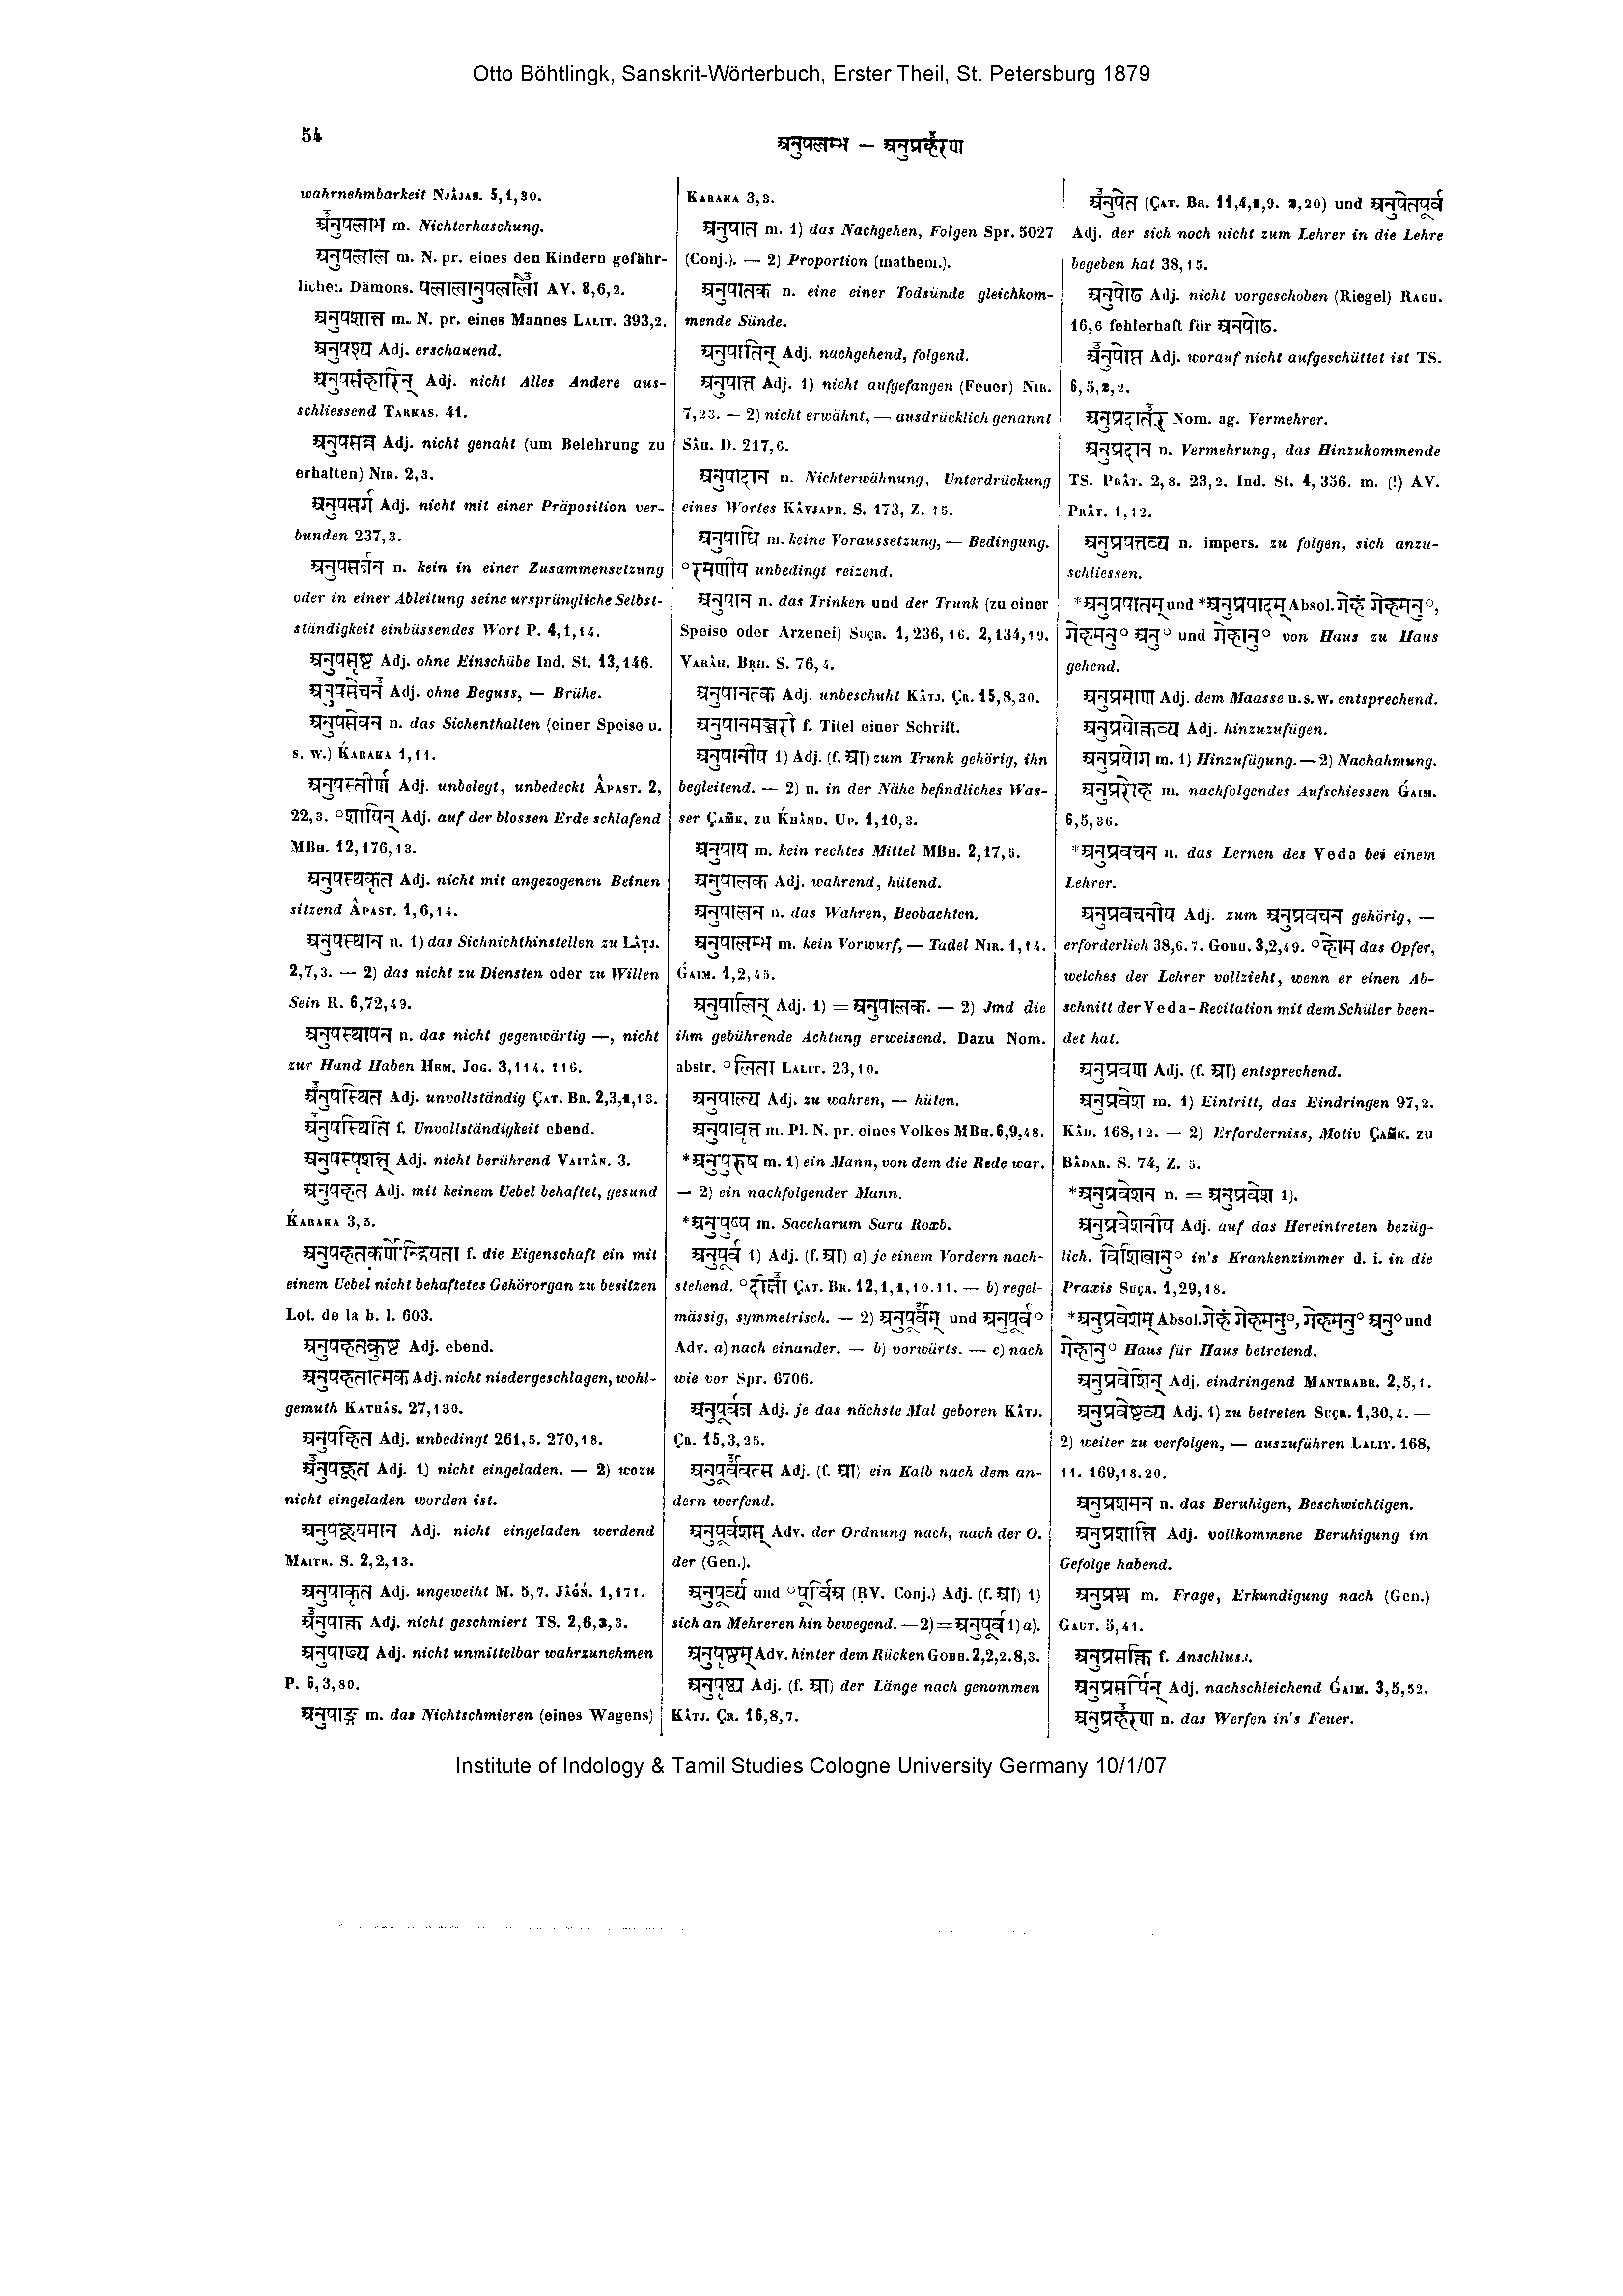 Otto Böhtlingk, Sanskrit-Wörterbuch, Erster Theil, St. Petersburg 1879
54
अनुपलम्भ — अनुप्रहरण
wahrnehmbarkeit NJÂJAS. 5,1,30.
अनुपलाभ m. Nichterhaschung.
अनुपलाल m. N. pr. eines den Kindern gefähr-
lichen Dämons. पलालानुपलालौ AV. 8,6,2.
अनुपशान्त m. N. pr. eines Mannes LALIT. 393,2.
अनुपश्य Adj. erschauend.
अनुपसंहारिन् Adj. nicht Alles Andere aus-
schliessend TARKAS. 41.
अनुपसन्न Adj. nicht genaht (um Belehrung zu
erhalten) NIR. 2,3.
अनुपसर्ग Adj. nicht mit einer Präposition ver-
bunden 237,3.
अनुपसर्जन n. kein in einer Zusammensetzung
oder in einer Ableitung seine ursprüngliche Selbst-
ständigkeit einbüssendes Wort P. 4,1,14.
अनुपसृष्ट Adj. ohne Einschübe Ind. St. 13,146.
अनुपसेचन Adj. ohne Beguss, — Brühe.
अनुपसेवन n. das Sichenthalten (einer Speise u.
s. w.) KARAKA 1,11.
अनुपस्तीर्ण Adj. unbelegt, unbedeckt ÂPAST. 2,
22,3. °शायिन् Adj. auf der blossen Erde schlafend
MBH. 12,176,13.
अनुपस्थकृत Adj. nicht mit angezogenen Beinen
sitzend ÂPAST. 1,6,14.
अनुपस्थान n. 1) das Sichnichthinstellen zu LÂṬJ.
2,7,3. — 2) das nicht zu Diensten oder zu Willen
Sein R. 6,72,49.
अनुपस्थापन n. das nicht gegenwärtig —, nicht
zur Hand Haben HEM. JOG. 3,114. 116.
अनुपस्थित Adj. unvollständig ÇAT. BR. 2,3,1,13.
अनुपस्थिति f. Unvollständigkeit ebend.
अनुपस्पृशत् Adj. nicht berührend VAITÂN. 3.
अनुपहत Adj. mit keinem Uebel behaftet, gesund
KARAKA 3,5.
अनुपहतकर्णेन्द्रियता f. die Eigenschaft ein mit
einem Uebel nicht behaftetes Gehörorgan zu besitzen
Lot. de la b. l. 603.
अनुपहतक्रुष्ट Adj. ebend.
अनुपहतात्मक Adj. nicht niedergeschlagen, wohl-
gemuth KATHÂS. 27,130.
अनुपहित Adj. unbedingt 261,5. 270,18.
अनुपहूत Adj. 1) nicht eingeladen. — 2) wozu
nicht eingeladen worden ist.
अनुपहूयमान Adj. nicht eingeladen werdend
MAITR. S. 2,2,13.
अनुपाकृत Adj. ungeweiht M. 5,7. JÂǴŃ. 1,171.
अनुपाक्त Adj. nicht geschmiert TS. 2,6,3,3.
अनुपाख्य Adj. nicht unmittelbar wahrzunehmen
P. 6,3,80.
अनुपाङ्ग m. das Nichtschmieren (eines Wagens)
KARAKA 3,3.
अनुपात m. 1) das Nachgehen, Folgen Spr. 5027
(Conj.). — 2) Proportion (mathem.).
अनुपातक n. eine einer Todsünde gleichkom-
mende Sünde.
अनुपातिन् Adj. nachgehend, folgend.
अनुपात्त Adj. 1) nicht aufgefangen (Feuer) NIR.
7,23. — 2) nicht erwähnt, — ausdrücklich genannt
SÂH. D. 217,6.
अनुपादान n. Nichterwähnung, Unterdrückung
eines Wortes KÂVJAPR. S. 173, Z. 15.
अनुपाधि m. keine Voraussetzung, — Bedingung.
°रमणीय unbedingt reizend.
अनुपान n. das Trinken und der Trunk (zu einer
Speise oder Arzenei) SUÇR. 1,236,16. 2,134,19.
VARÂH. BṚH. S. 76,4.
अनुपानत्क Adj. unbeschuht KÂTJ. ÇR. 15,8,30.
अनुपानमञ्जरी f. Titel einer Schrift.
अनुपानीय 1) Adj. (f. आ) zum Trunk gehörig, ihn
begleitend. — 2) n. in der Nähe befindliches Was-
ser ÇAṂK. zu KHÂND. UP. 1,10,3.
अनुपाय m. kein rechtes Mittel MBH. 2,17,5.
अनुपालक Adj. wahrend, hütend.
अनुपालन n. das Wahren, Beobachten.
अनुपालम्भ m. kein Vorwurf, — Tadel NIR. 1,14.
ǴAIM. 1,2,45.
अनुपालिन् Adj. 1) = अनुपालक. — 2) Jmd die
ihm gebührende Achtung erweisend. Dazu Nom.
abstr. °लिता LALIT. 23,10.
अनुपाल्य Adj. zu wahren, — hüten.
अनुपावृत्त m. Pl. N. pr. eines Volkes MBH. 6,9,48.
*अनुपुरुष m. 1) ein Mann, von dem die Rede war.
— 2) ein nachfolgender Mann.
*अनुपुष्प m. Saccharum Sara Roxb.
अनुपूर्व 1) Adj. (f. आ) a) je einem Vordern nach-
stehend. °दीक्षा ÇAT. BR. 12,1,1,10.11. — b) regel-
mässig, symmetrisch. — 2) अनुपूर्वम् und अनुपूर्व°
Adv. a) nach einander. — b) vorwärts. — c) nach
wie vor Spr. 6706.
अनुपूर्वज Adj. je das nächste Mal geboren KÂTJ.
ÇR. 15,3,25.
अनुपूर्ववत्स Adj. (f. आ) ein Kalb nach dem an-
dern werfend.
अनुपूर्वशस् Adv. der Ordnung nach, nach der O.
der (Gen.).
अनुपूर्व्य und °पूर्विय (ṚV. Conj.) Adj. (f. आ) 1)
sich an Mehreren hin bewegend. — 2) = अनुपूर्व 1) a).
अनुपृष्ठम् Adv. hinter dem Rücken GOBH. 2,2,2. 8,3.
अनुपृष्ठ्य Adj. (f. आ) der Länge nach genommen
KÂTJ. ÇR. 16,8,7.
अनुपेत (ÇAT. BR. 11,4,1,9. 2,20) und अनुपेतपूर्व
Adj. der sich noch nicht zum Lehrer in die Lehre
begeben hat 38,15.
अनुपोढ Adj. nicht vorgeschoben (Riegel) RAGH.
16,6 fehlerhaft für अनपोढ.
अनुपोप्त Adj. worauf nicht aufgeschüttet ist TS.
6,5,2,2.
अनुप्रदातर् Nom. ag. Vermehrer.
अनुप्रदान n. Vermehrung, das Hinzukommende
TS. PRÂT. 2,8. 23,2. Ind. St. 4,356. m. (!) AV.
PRÂT. 1,12.
अनुप्रपत्तव्य n. impers. zu folgen, sich anzu-
schliessen.
*अनुप्रपातम् und *अनुप्रपादम् Absol. गेहं गेहमनु°,
गेहमनु° अनु° und गेहानु° von Haus zu Haus
gehend.
अनुप्रमाण Adj. dem Maasse u. s. w. entsprechend.
अनुप्रयोक्तव्य Adj. hinzuzufügen.
अनुप्रयोग m. 1) Hinzufügung. — 2) Nachahmung.
अनुप्ररोह m. nachfolgendes Aufschiessen ǴAIM.
6,5,36.
*अनुप्रवचन n. das Lernen des Veda bei einem
Lehrer.
अनुप्रवचनीय Adj. zum अनुप्रवचन gehörig, —
erforderlich 38,6.7. GOBH. 3,2,49. °होम das Opfer,
welches der Lehrer vollzieht, wenn er einen Ab-
schnitt der Veda-Recitation mit dem Schüler been-
det hat.
अनुप्रवण Adj. (f. आ) entsprechend.
अनुप्रवेश m. 1) Eintritt, das Eindringen 97,2.
KÂD. 168,12. — 2) Erforderniss, Motiv ÇAṂK. zu
BÂDAR. S. 74, Z. 5.
*अनुप्रवेशन n. = अनुप्रवेश 1).
अनुप्रवेशनीय Adj. auf das Hereintreten bezüg-
lich. विशिखानु° in's Krankenzimmer d. i. in die
Praxis SUÇR. 1,29,18.
*अनुप्रवेशम् Absol. गेहं गेहमनु°, गेहमनु° अनु° und
गेहानु° Haus für Haus betretend.
अनुप्रवेशिन् Adj. eindringend MANTRABR. 2,5,1.
अनुप्रवेष्टव्य Adj. 1) zu betreten SUÇR. 1,30,4. —
2) weiter zu verfolgen, — auszuführen LALIT. 168,
11. 169,18.20.
अनुप्रशमन n. das Beruhigen, Beschwichtigen.
अनुप्रशान्ति Adj. vollkommene Beruhigung im
Gefolge habend.
अनुप्रश्न m. Frage, Erkundigung nach (Gen.)
GAUT. 5,41.
अनुप्रसक्ति f. Anschluss.
अनुप्रसर्पिन् Adj. nachschleichend ǴAIM. 3,5,52.
अनुप्रहरण n. das Werfen in's Feuer.
Institute of Indology & Tamil Studies Cologne University Germany 10/1/07